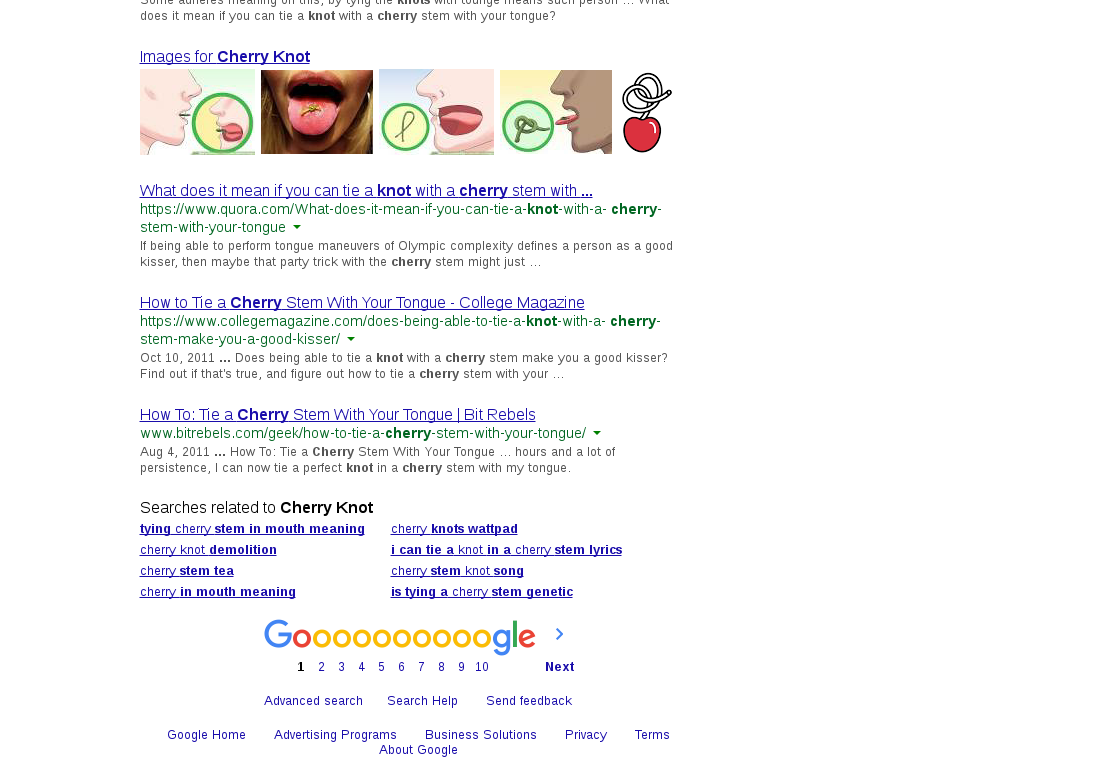 Some adheres meaning on this, by tying the knots with tounge means such person ... What
does it mean if you can tie a knot with a cherry stem with your tongue?
Images for Cherry Knot
What does it mean if you can tie a knot with a cherry stem with ...
https://www.quora.com/What-does-it-mean-if-you-can-tie-a-knot-with-a- cherry-
stem-with-your-tongue
If being able to perform tongue maneuvers of Olympic complexity defines a person as a good
kisser, then maybe that party trick with the cherry stem might just ...
How to Tie a Cherry Stem With Your Tongue - College Magazine
https://www.collegemagazine.com/does-being-able-to-tie-a-knot-with-a- cherry-
stem-make-you-a-good-kisser/
Oct 10, 2011 ... Does being able to tie a knot with a cherry stem make you a good kisser?
Find out if that's true, and figure out how to tie a cherry stem with your ...
How To: Tie a Cherry Stem With Your Tongue | Bit Rebels
www.bitrebels.com/geek/how-to-tie-a-cherry-stem-with-your-tongue/
Aug 4, 2011 ... How To: Tie a Cherry Stem With Your Tongue ... hours and a lot of
persistence, I can now tie a perfect knot in a cherry stem with my tongue.
Searches related to Cherry Knot
tying cherry stem in mouth meaning cherry knots wattpad
cherry knot demolition i can tie a knot in a cherry stem lyrics
cherry stem tea cherry stem knot song
cherry in mouth meaning is tying a cherry stem genetic
Goooooooooogle >
1 2 3 4 5 6 7 8 9 10 Next
Advanced search Search Help Send feedback
Google Home Advertising Programs Business Solutions Privacy Terms
About Google